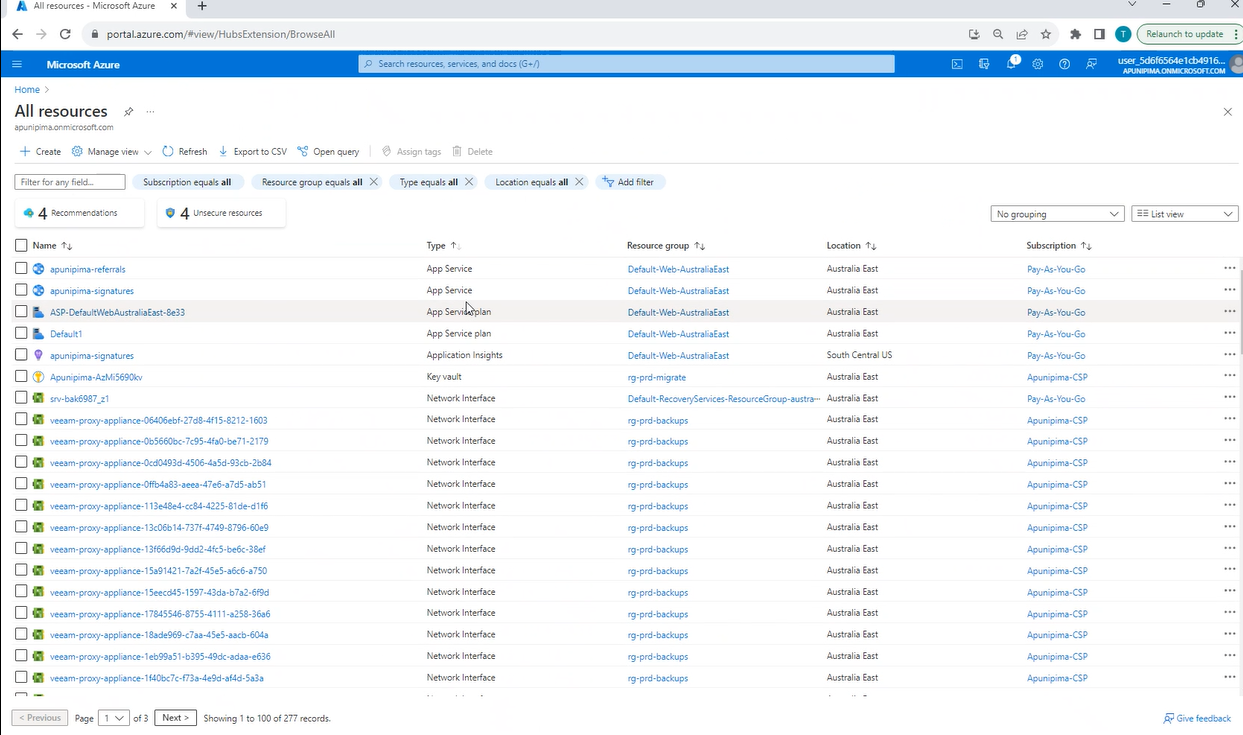 All resources - Microsoft Azure
portal.azure.com/#view/HubsExtension/BrowseAll
T
Relaunch to update
Microsoft Azure
Search resources, services, and docs (G+/)
1
user_5d6f6564e1cb4916...
APUNIPIMA.ONMICROSOFT.COM
Home >
All resources
...
apunipima.onmicrosoft.com
Create Manage view Refresh Export to CSV Open query Assign tags Delete
Filter for any field... Subscription equals all Resource group equals all Type equals all Location equals all Add filter
4 Recommendations 4 Unsecure resources
No grouping List view
Name Type Resource group Location Subscription
apunipima-referrals App Service Default-Web-AustraliaEast Australia East Pay-As-You-Go
apunipima-signatures App Service Default-Web-AustraliaEast Australia East Pay-As-You-Go
ASP-DefaultWebAustraliaEast-8e33 App Service plan Default-Web-AustraliaEast Australia East Pay-As-You-Go
Default1 App Service plan Default-Web-AustraliaEast Australia East Pay-As-You-Go
apunipima-signatures Application Insights Default-Web-AustraliaEast South Central US Pay-As-You-Go
Apunipima-AzMi5690kv Key vault rg-prd-migrate Australia East Apunipima-CSP
srv-bak6987_z1 Network Interface Default-RecoveryServices-ResourceGroup-austra... Australia East Pay-As-You-Go
veeam-proxy-appliance-06406ebf-27d8-4f15-8212-1603 Network Interface rg-prd-backups Australia East Apunipima-CSP
veeam-proxy-appliance-0b5660bc-7c95-4fa0-be71-2179 Network Interface rg-prd-backups Australia East Apunipima-CSP
veeam-proxy-appliance-0cd0493d-4506-4a5d-93cb-2b84 Network Interface rg-prd-backups Australia East Apunipima-CSP
veeam-proxy-appliance-0ffb4a83-aeea-47e6-a7d5-ab51 Network Interface rg-prd-backups Australia East Apunipima-CSP
veeam-proxy-appliance-113e48e4-cc84-4225-81de-d1f6 Network Interface rg-prd-backups Australia East Apunipima-CSP
veeam-proxy-appliance-13c06b14-737f-4749-8796-60e9 Network Interface rg-prd-backups Australia East Apunipima-CSP
veeam-proxy-appliance-13f66d9d-9dd2-4fc5-be6c-38ef Network Interface rg-prd-backups Australia East Apunipima-CSP
veeam-proxy-appliance-15a91421-7a2f-45e5-a6c6-a750 Network Interface rg-prd-backups Australia East Apunipima-CSP
veeam-proxy-appliance-15eecd45-1597-43da-b7a2-6f9d Network Interface rg-prd-backups Australia East Apunipima-CSP
veeam-proxy-appliance-17845546-8755-4111-a258-36a6 Network Interface rg-prd-backups Australia East Apunipima-CSP
veeam-proxy-appliance-18ade969-c7aa-45e5-aacb-604a Network Interface rg-prd-backups Australia East Apunipima-CSP
veeam-proxy-appliance-1eb99a51-b395-49dc-adaa-e636 Network Interface rg-prd-backups Australia East Apunipima-CSP
veeam-proxy-appliance-1f40bc7c-f73a-4e9d-af4d-5a3a Network Interface rg-prd-backups Australia East Apunipima-CSP
< Previous Page 1 of 3 Next > Showing 1 to 100 of 277 records. Give feedback